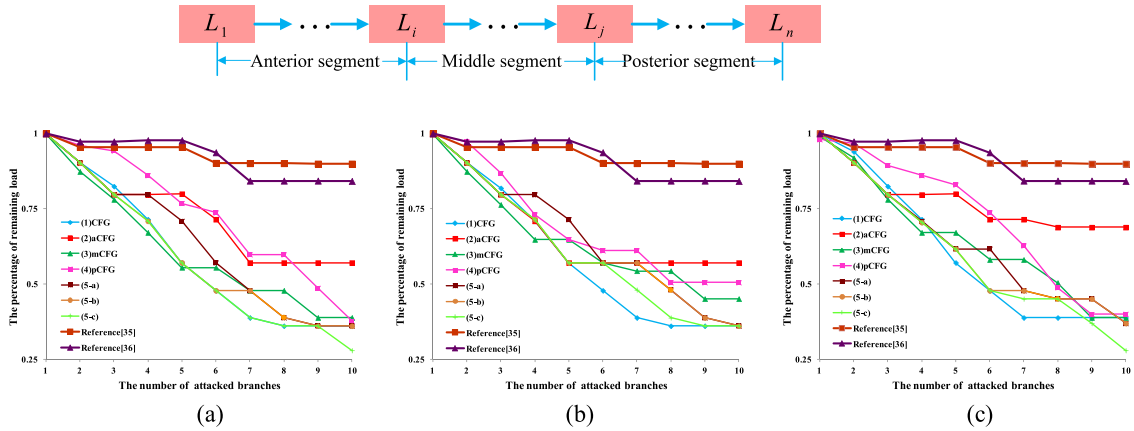 L1 ... Li ... Lj ... Ln
Anterior segment Middle segment Posterior segment
The percentage of remaining load
1
0.75
0.5
0.25
(1)CFG
(2)aCFG
(3)mCFG
(4)pCFG
(5-a)
(5-b)
(5-c)
Reference[35]
Reference[36]
1 2 3 4 5 6 7 8 9 10
The number of attacked branches
(a)
The percentage of remaining load
1
0.75
0.5
0.25
(1)CFG
(2)aCFG
(3)mCFG
(4)pCFG
(5-a)
(5-b)
(5-c)
Reference[35]
Reference[36]
1 2 3 4 5 6 7 8 9 10
The number of attacked branches
(b)
The percentage of remaining load
1
0.75
0.5
0.25
(1)CFG
(2)aCFG
(3)mCFG
(4)pCFG
(5-a)
(5-b)
(5-c)
Reference[35]
Reference[36]
1 2 3 4 5 6 7 8 9 10
The number of attacked branches
(c)